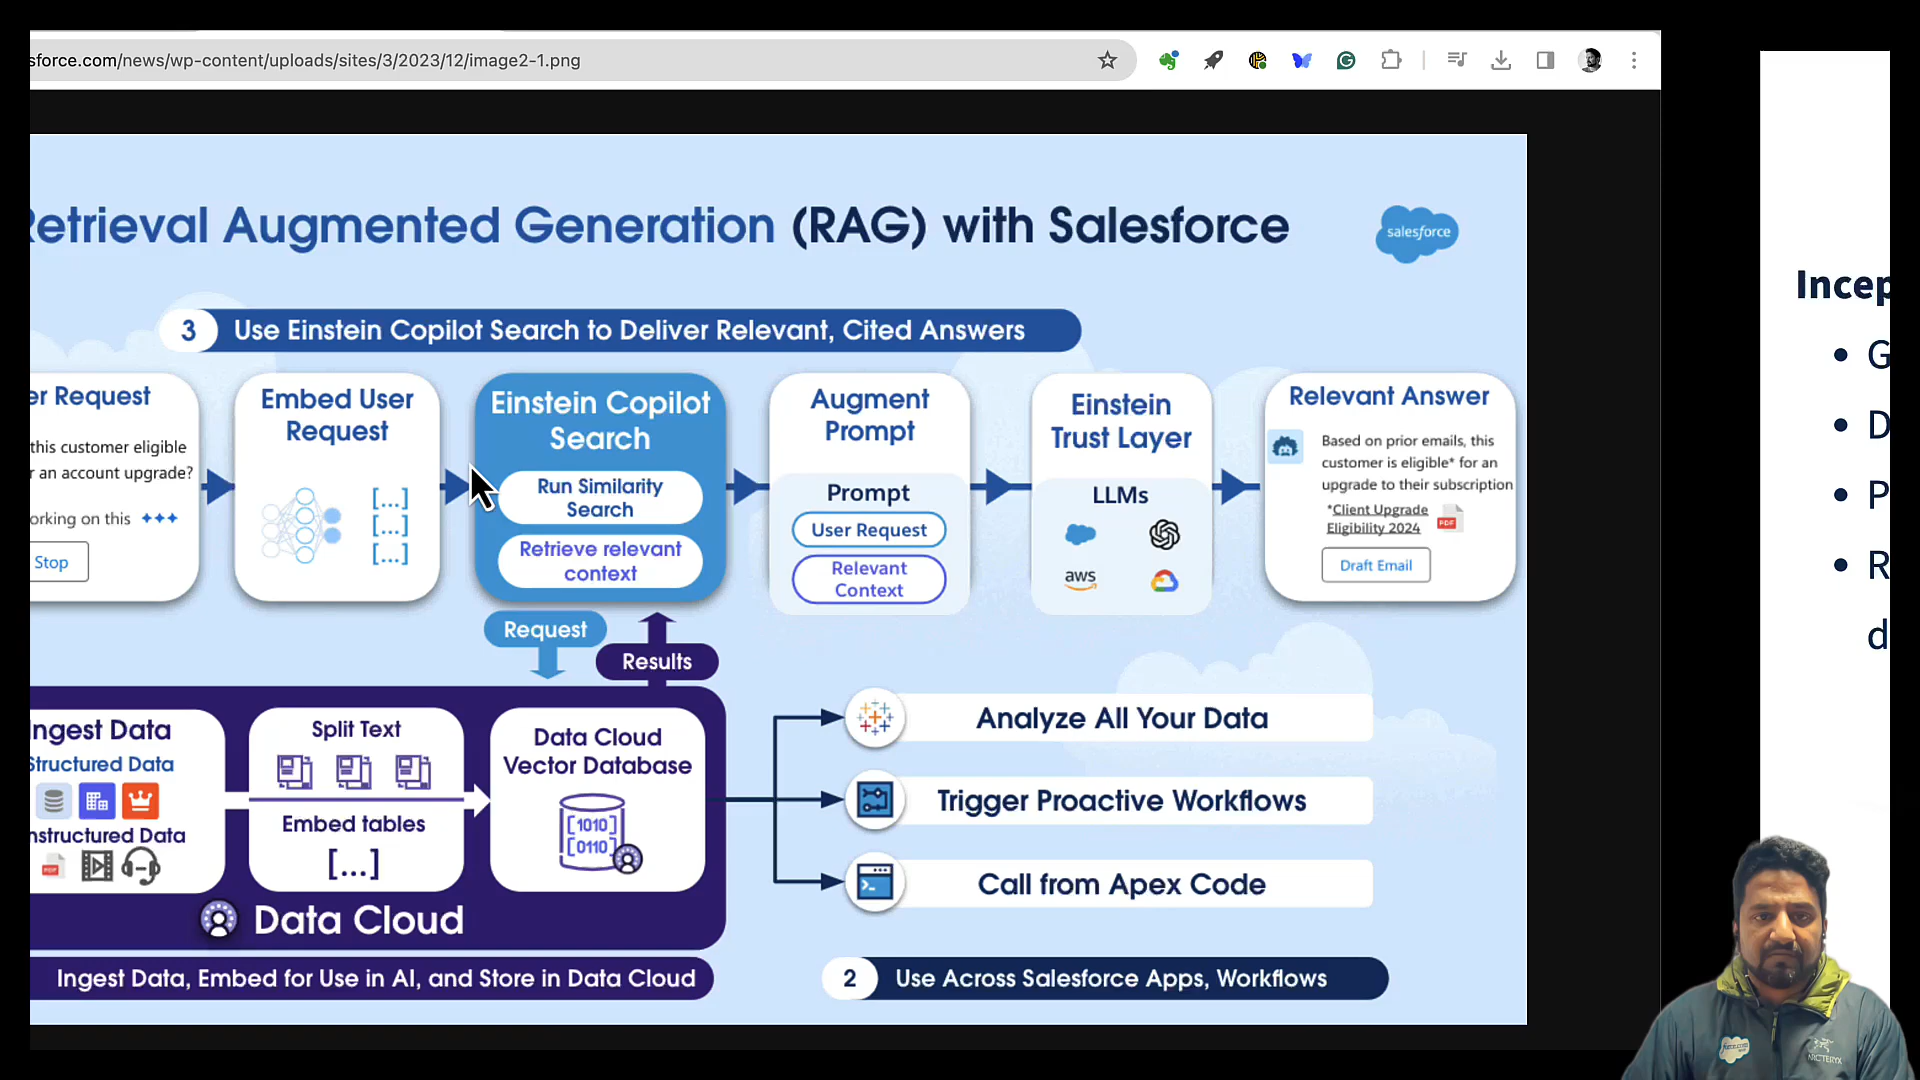 sforce.com/news/wp-content/uploads/sites/3/2023/12/image2-1.png
Retrieval Augmented Generation (RAG) with Salesforce
salesforce
3 Use Einstein Copilot Search to Deliver Relevant, Cited Answers
er Request
this customer eligible
r an account upgrade?
orking on this
Stop
Embed User
Request
[...]
[...]
[...]
Einstein Copilot
Search
Run Similarity
Search
Retrieve relevant
context
Augment
Prompt
Prompt
User Request
Relevant
Context
Einstein
Trust Layer
LLMs
aws
Relevant Answer
Based on prior emails, this
customer is eligible* for an
upgrade to their subscription
*Client Upgrade
Eligibility 2024
PDF
Draft Email
Request
Results
Ingest Data
Structured Data
nstructured Data
PDF
Split Text
Embed tables
[...]
Data Cloud
Vector Database
[1010]
[0110]
Data Cloud
Analyze All Your Data
Trigger Proactive Workflows
Call from Apex Code
Ingest Data, Embed for Use in AI, and Store in Data Cloud
2 Use Across Salesforce Apps, Workflows
Incep
• G
• D
• P
• R
d
ARCTERYX